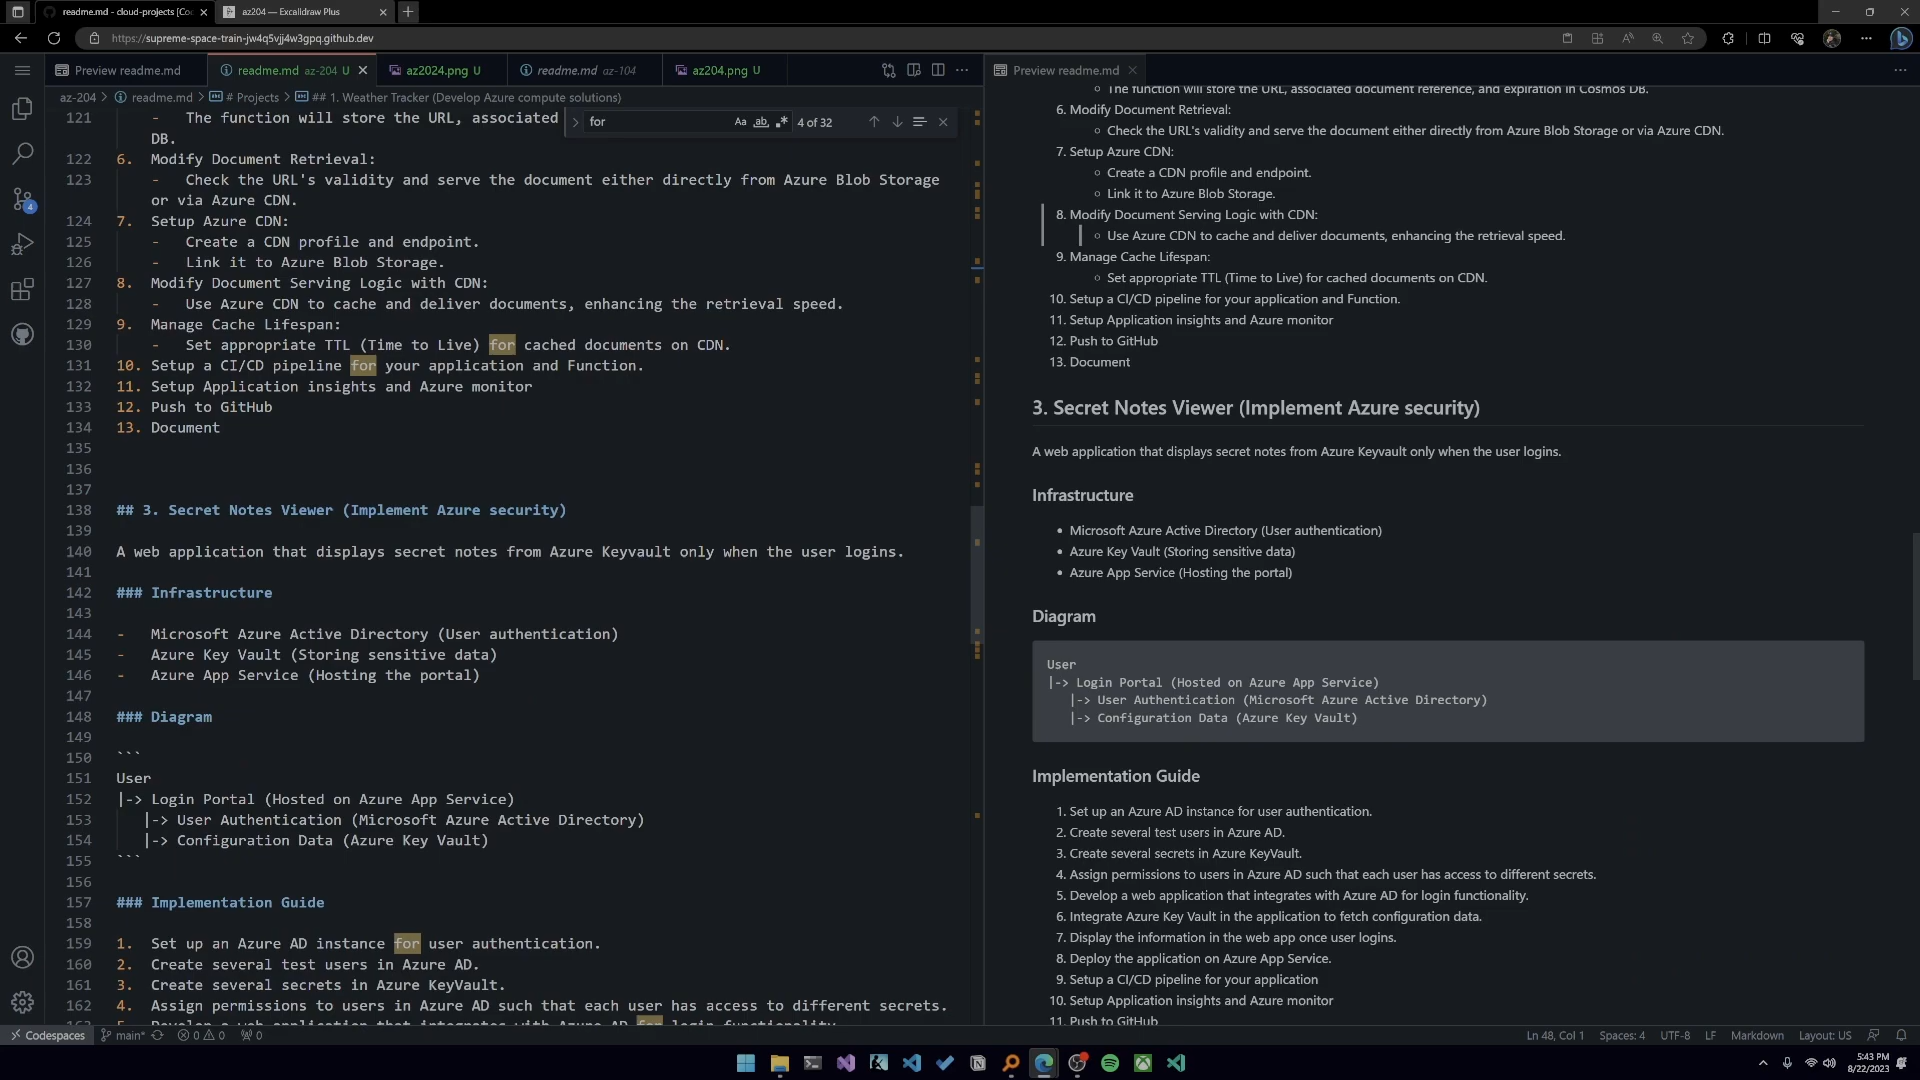 readme.md - cloud-projects [Co
az204 — Excalidraw Plus
https://supreme-space-train-jw4q5vjj4w3gpq.github.dev
Preview readme.md
readme.md az-204 U
az2024.png U
readme.md az-104
az204.png U
Preview readme.md
az-204 > readme.md > # Projects > ## 1. Weather Tracker (Develop Azure compute solutions)
for
Aa
ab
4 of 32
121 - The function will store the URL, associated
DB.
122 6. Modify Document Retrieval:
123 - Check the URL's validity and serve the document either directly from Azure Blob Storage
or via Azure CDN.
124 7. Setup Azure CDN:
125 - Create a CDN profile and endpoint.
126 - Link it to Azure Blob Storage.
127 8. Modify Document Serving Logic with CDN:
128 - Use Azure CDN to cache and deliver documents, enhancing the retrieval speed.
129 9. Manage Cache Lifespan:
130 - Set appropriate TTL (Time to Live) for cached documents on CDN.
131 10. Setup a CI/CD pipeline for your application and Function.
132 11. Setup Application insights and Azure monitor
133 12. Push to GitHub
134 13. Document
135
136
137
138 ## 3. Secret Notes Viewer (Implement Azure security)
139
140 A web application that displays secret notes from Azure Keyvault only when the user logins.
141
142 ### Infrastructure
143
144 - Microsoft Azure Active Directory (User authentication)
145 - Azure Key Vault (Storing sensitive data)
146 - Azure App Service (Hosting the portal)
147
148 ### Diagram
149
150 ```
151 User
152 |-> Login Portal (Hosted on Azure App Service)
153 |-> User Authentication (Microsoft Azure Active Directory)
154 |-> Configuration Data (Azure Key Vault)
155 ```
156
157 ### Implementation Guide
158
159 1. Set up an Azure AD instance for user authentication.
160 2. Create several test users in Azure AD.
161 3. Create several secrets in Azure KeyVault.
162 4. Assign permissions to users in Azure AD such that each user has access to different secrets.
163 5. Develop a web application that integrates with Azure AD for login functionality.
The function will store the URL, associated document reference, and expiration in Cosmos DB.
6. Modify Document Retrieval:
Check the URL's validity and serve the document either directly from Azure Blob Storage or via Azure CDN.
7. Setup Azure CDN:
Create a CDN profile and endpoint.
Link it to Azure Blob Storage.
8. Modify Document Serving Logic with CDN:
Use Azure CDN to cache and deliver documents, enhancing the retrieval speed.
9. Manage Cache Lifespan:
Set appropriate TTL (Time to Live) for cached documents on CDN.
10. Setup a CI/CD pipeline for your application and Function.
11. Setup Application insights and Azure monitor
12. Push to GitHub
13. Document
3. Secret Notes Viewer (Implement Azure security)
A web application that displays secret notes from Azure Keyvault only when the user logins.
Infrastructure
Microsoft Azure Active Directory (User authentication)
Azure Key Vault (Storing sensitive data)
Azure App Service (Hosting the portal)
Diagram
User
|-> Login Portal (Hosted on Azure App Service)
|-> User Authentication (Microsoft Azure Active Directory)
|-> Configuration Data (Azure Key Vault)
Implementation Guide
1. Set up an Azure AD instance for user authentication.
2. Create several test users in Azure AD.
3. Create several secrets in Azure KeyVault.
4. Assign permissions to users in Azure AD such that each user has access to different secrets.
5. Develop a web application that integrates with Azure AD for login functionality.
6. Integrate Azure Key Vault in the application to fetch configuration data.
7. Display the information in the web app once user logins.
8. Deploy the application on Azure App Service.
9. Setup a CI/CD pipeline for your application
10. Setup Application insights and Azure monitor
11. Push to GitHub
4
Codespaces
main*
0
0
0
Ln 48, Col 1
Spaces: 4
UTF-8
LF
Markdown
Layout: US
5:43 PM
8/22/2023